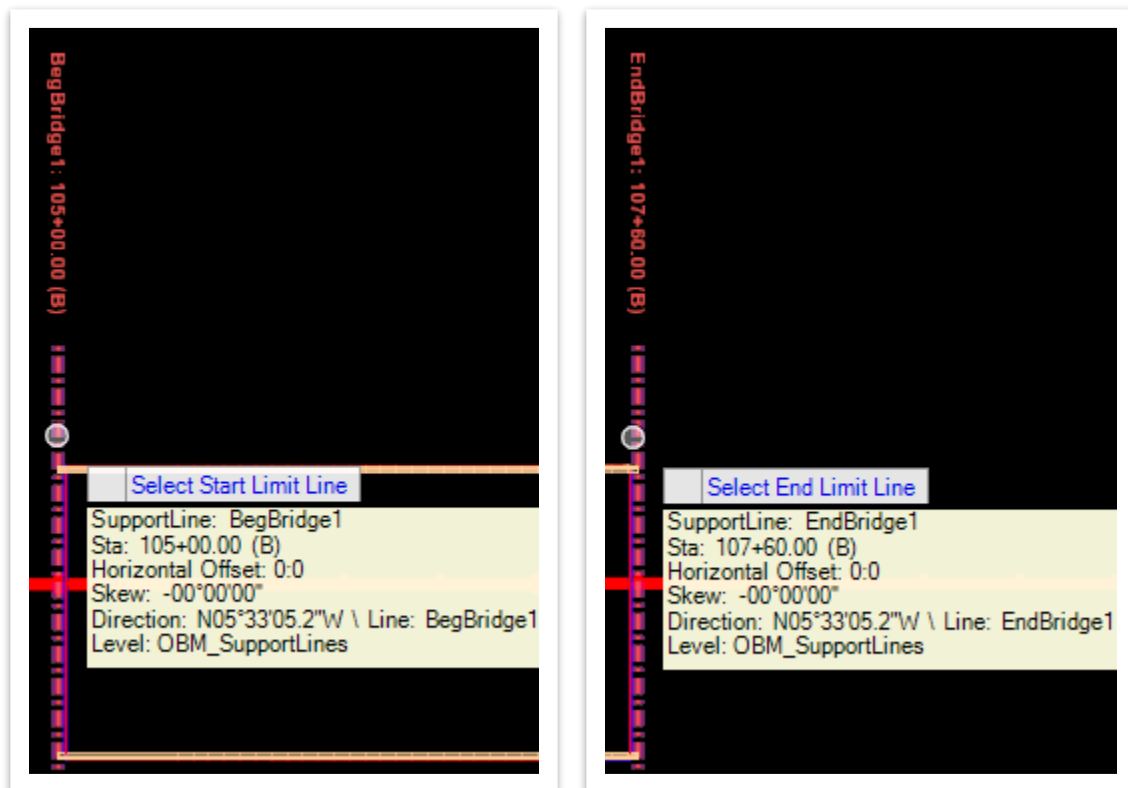 BegBridge1: 105+00.00 (B)
Select Start Limit Line
SupportLine: BegBridge1
Sta: 105+00.00 (B)
Horizontal Offset: 0:0
Skew: -00°00'00"
Direction: N05°33'05.2"W \ Line: BegBridge1
Level: OBM_SupportLines
EndBridge1: 107+60.00 (B)
Select End Limit Line
SupportLine: EndBridge1
Sta: 107+60.00 (B)
Horizontal Offset: 0:0
Skew: -00°00'00"
Direction: N05°33'05.2"W \ Line: EndBridge1
Level: OBM_SupportLines